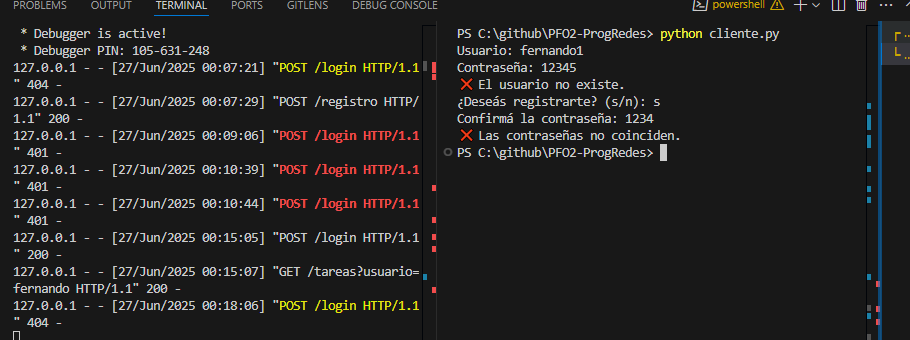 PROBLEMS OUTPUT TERMINAL PORTS GITLENS DEBUG CONSOLE powershell
* Debugger is active!
* Debugger PIN: 105-631-248
127.0.0.1 - - [27/Jun/2025 00:07:21] "POST /login HTTP/1.1
" 404 -
127.0.0.1 - - [27/Jun/2025 00:07:29] "POST /registro HTTP/
1.1" 200 -
127.0.0.1 - - [27/Jun/2025 00:09:06] "POST /login HTTP/1.1
" 401 -
127.0.0.1 - - [27/Jun/2025 00:10:39] "POST /login HTTP/1.1
" 401 -
127.0.0.1 - - [27/Jun/2025 00:10:44] "POST /login HTTP/1.1
" 401 -
127.0.0.1 - - [27/Jun/2025 00:15:05] "POST /login HTTP/1.1
" 200 -
127.0.0.1 - - [27/Jun/2025 00:15:07] "GET /tareas?usuario=
fernando HTTP/1.1" 200 -
127.0.0.1 - - [27/Jun/2025 00:18:06] "POST /login HTTP/1.1
" 404 -
PS C:\github\PFO2-ProgRedes> python cliente.py
Usuario: fernando1
Contraseña: 12345
❌ El usuario no existe.
¿Deseás registrarte? (s/n): s
Confirmá la contraseña: 1234
❌ Las contraseñas no coinciden.
PS C:\github\PFO2-ProgRedes>